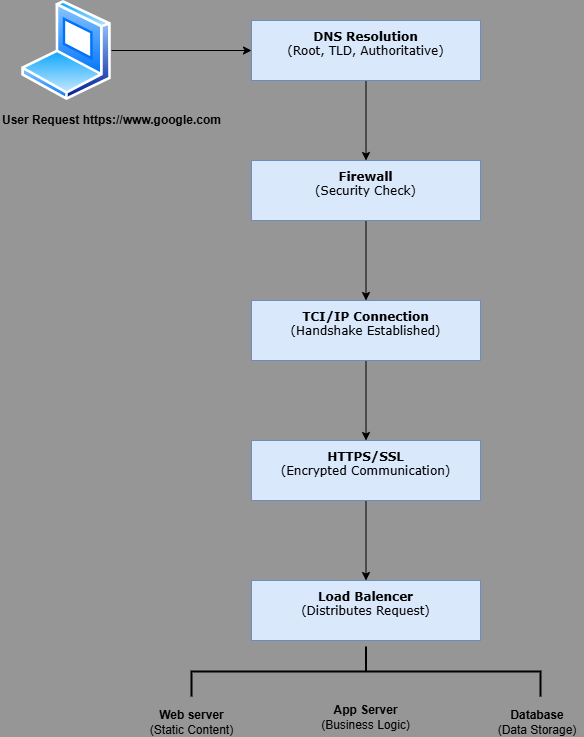 DNS Resolution
(Root, TLD, Authoritative)
User Request https://www.google.com
Firewall
(Security Check)
TCI/IP Connection
(Handshake Established)
HTTPS/SSL
(Encrypted Communication)
Load Balencer
(Distributes Request)
Web server
(Static Content)
App Server
(Business Logic)
Database
(Data Storage)